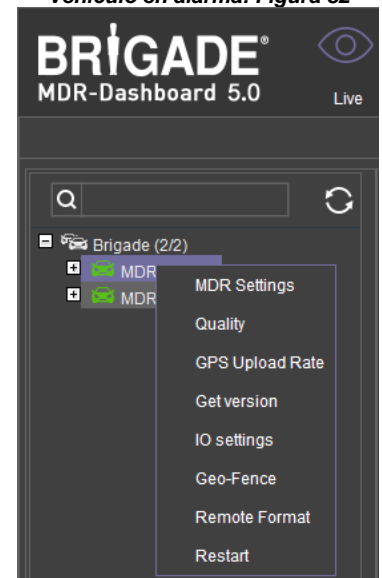 vehículo en alarma. Figura 82
BRIGADE®
MDR-Dashboard 5.0
Live
Brigade (2/2)
MDR
MDR
MDR Settings
Quality
GPS Upload Rate
Get version
IO settings
Geo-Fence
Remote Format
Restart